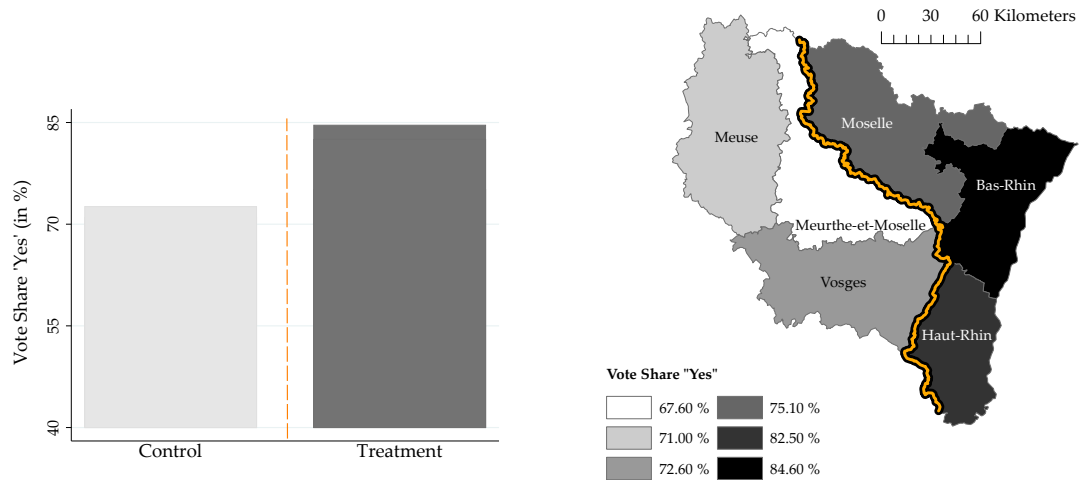 Vote Share 'Yes' (in %)
85
70
55
40
Control
Treatment
0 30 60 Kilometers
Meuse
Moselle
Bas-Rhin
Meurthe-et-Moselle
Vosges
Haut-Rhin
Vote Share "Yes"
67.60 % 75.10 %
71.00 % 82.50 %
72.60 % 84.60 %